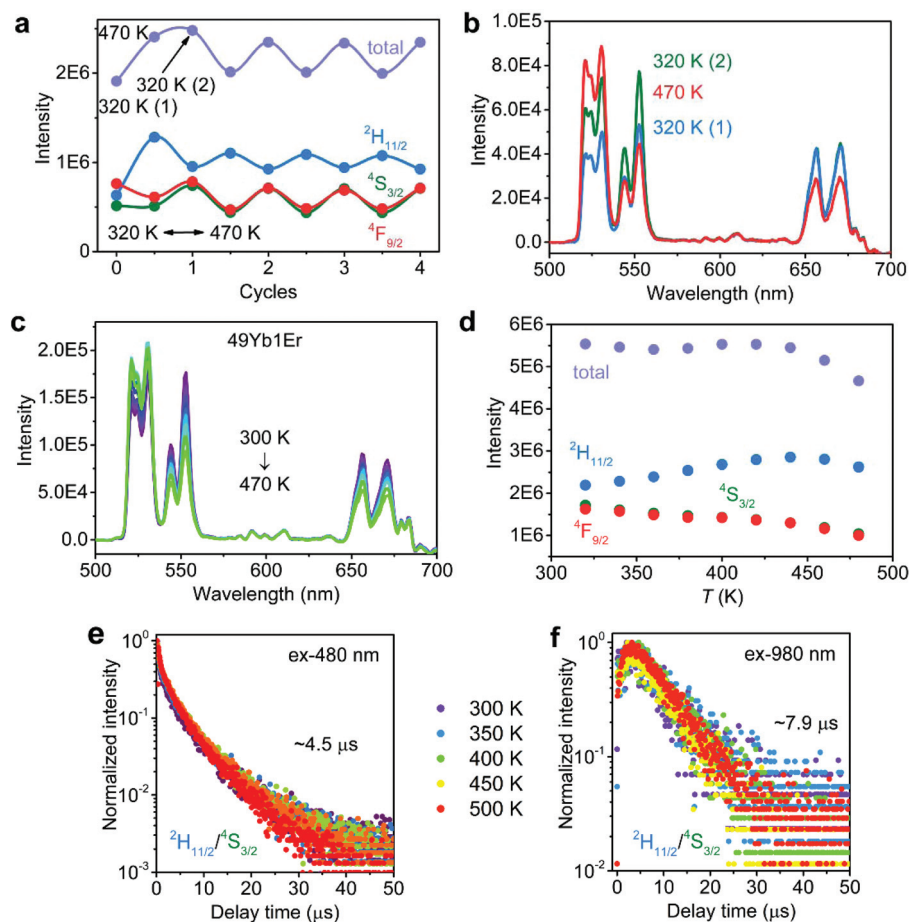 a
470 K
total
320 K (2)
320 K (1)
2E6
²H₁₁/₂
1E6
⁴S₃/₂
320 K ↔ 470 K
⁴F₉/₂
0
0 1 2 3 4
Cycles
Intensity
b
1.0E5
8.0E4
6.0E4
4.0E4
2.0E4
0.0
320 K (2)
470 K
320 K (1)
500 550 600 650 700
Wavelength (nm)
Intensity
c
49Yb1Er
2.0E5
1.5E5
1.0E5
5.0E4
0.0
300 K
↓
470 K
500 550 600 650 700
Wavelength (nm)
Intensity
d
6E6
5E6
4E6
3E6
2E6
1E6
total
²H₁₁/₂
⁴S₃/₂
⁴F₉/₂
300 350 400 450 500
T (K)
Intensity
e
ex-480 nm
10⁰
10⁻¹
10⁻²
10⁻³
~4.5 μs
²H₁₁/₂/⁴S₃/₂
0 10 20 30 40 50
Delay time (μs)
Normalized intensity
300 K
350 K
400 K
450 K
500 K
f
ex-980 nm
10⁰
10⁻¹
10⁻²
~7.9 μs
²H₁₁/₂/⁴S₃/₂
0 10 20 30 40 50
Delay time (μs)
Normalized intensity